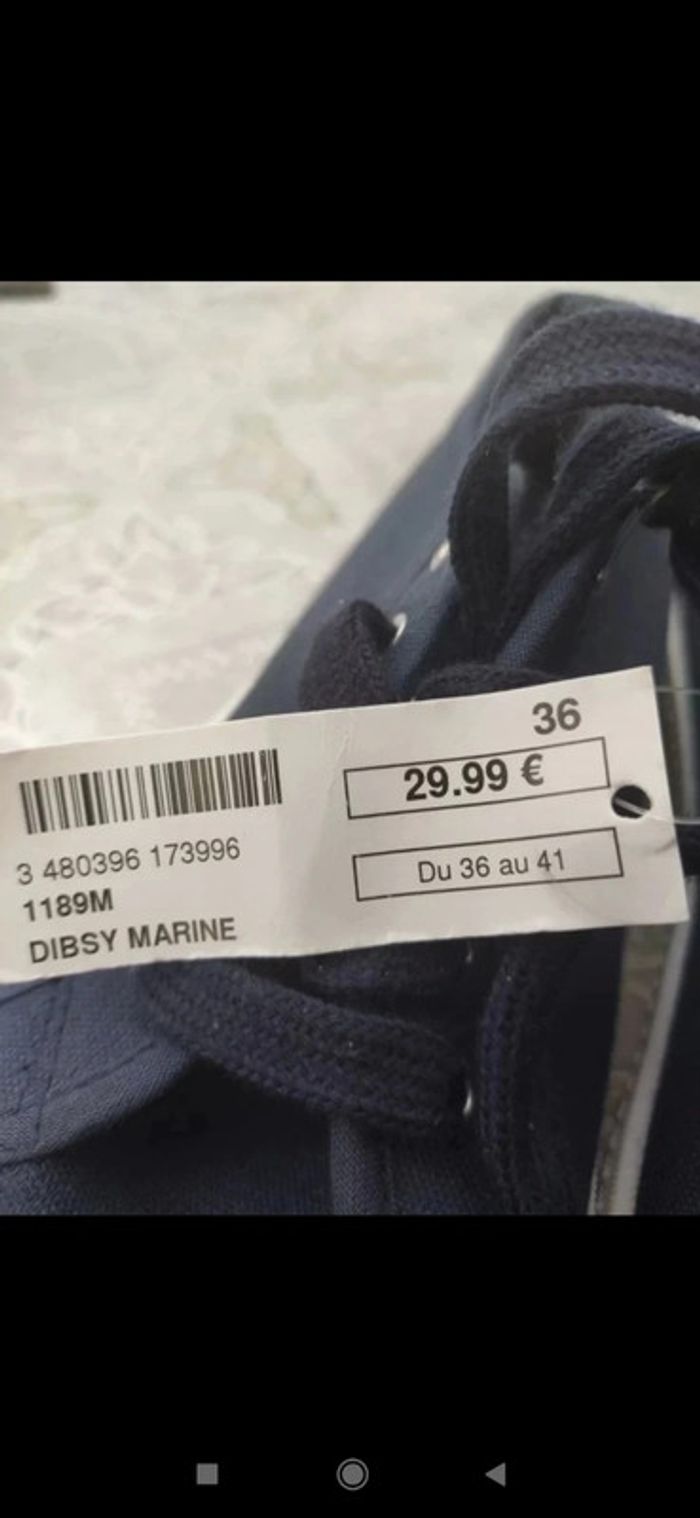 36
29.99 €
Du 36 au 41
3 480396 173996
1189M
DIBSY MARINE